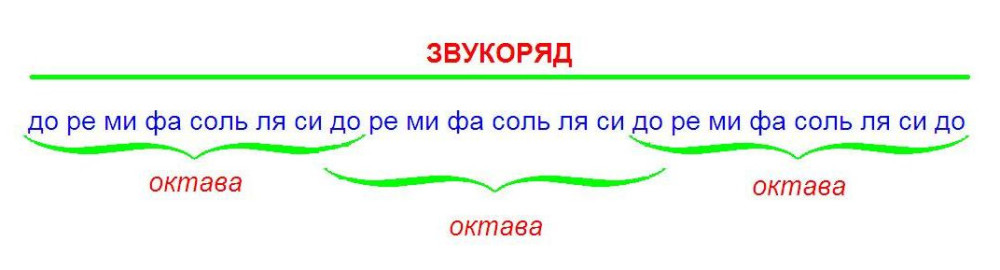 ЗВУКОРЯД
до ре ми фа соль ля си до ре ми фа соль ля си до ре ми фа соль ля си до
октава
октава
октава